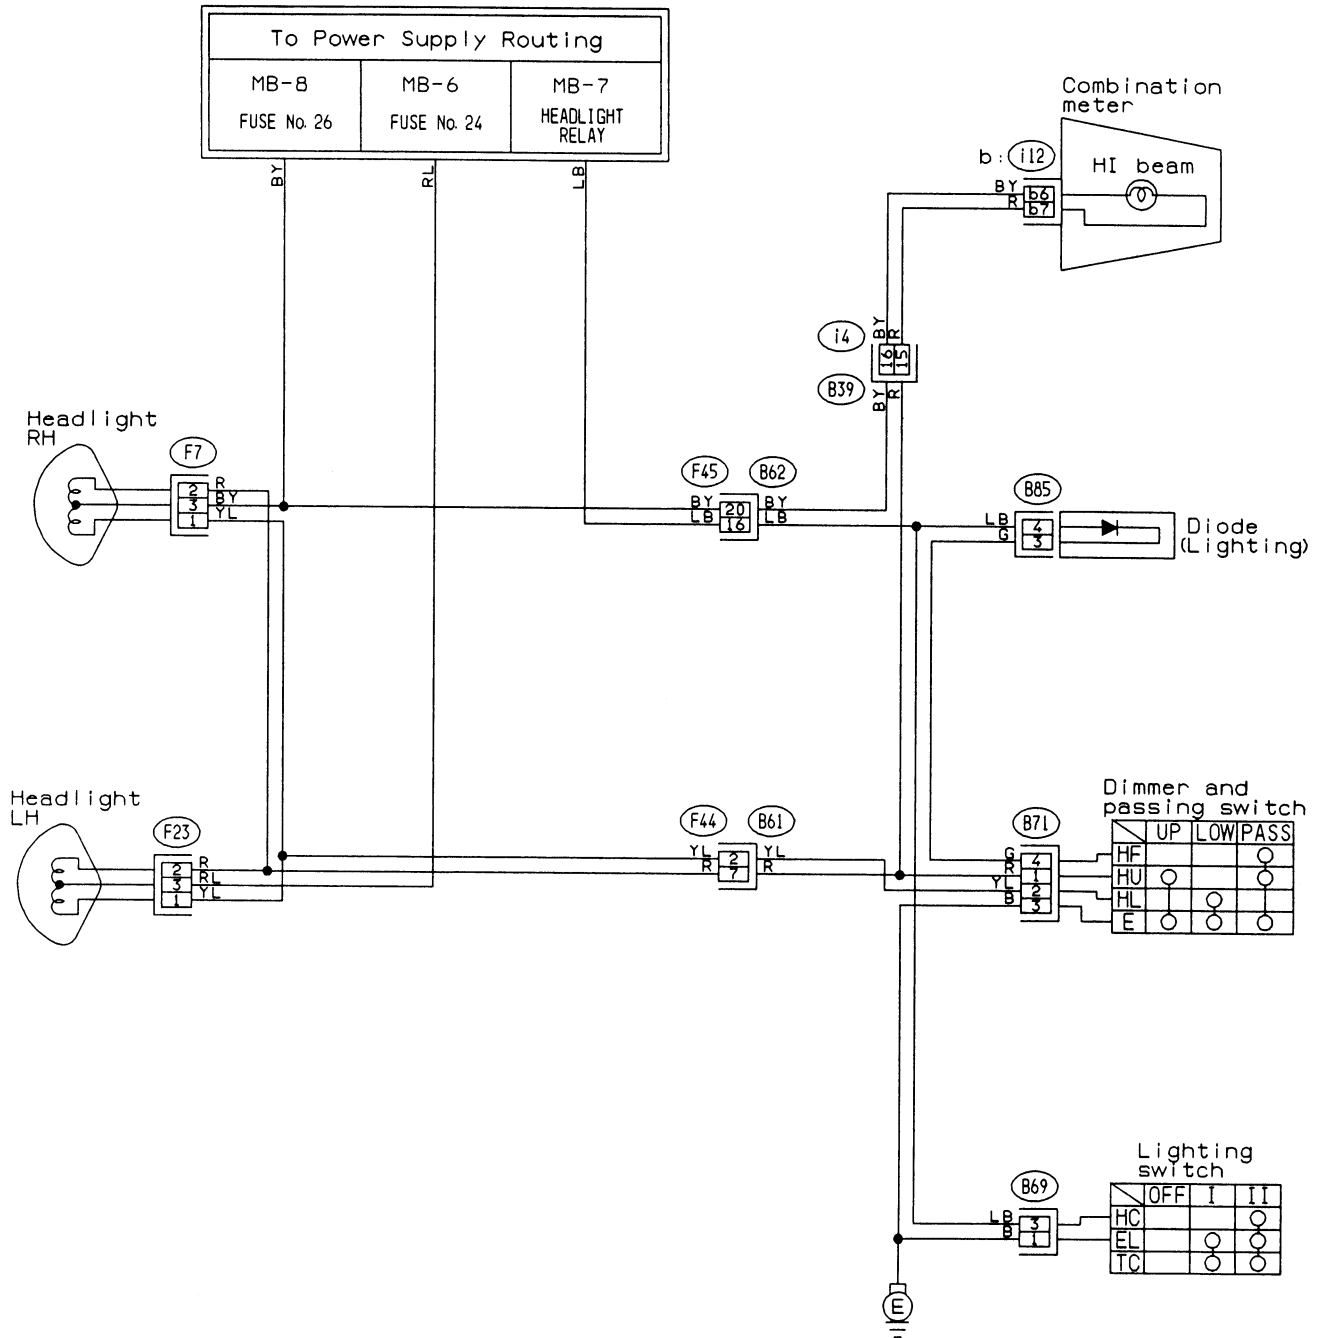 To Power Supply Routing
MB-8
FUSE No. 26
MB-6
FUSE No. 24
MB-7
HEADLIGHT
RELAY
BY
RL
LB
Combination
meter
b: i12
HI beam
BY b6
R b7
i4
BY R
16 15
B39
BY R
Headlight
RH
F7
2 R
3 BY
1 YL
F45 B62
BY 20 BY
LB 16 LB
B85
LB 4
G 3
Diode
(Lighting)
Headlight
LH
F23
2 R
3 RL
1 YL
F44 B61
YL 2 YL
R 7 R
B71
G 4
R 1
YL 2
B 3
Dimmer and
passing switch
UP LOW PASS
HF
HU
HL
E
Lighting
switch
B69
LB 3
B 1
OFF I II
HC
EL
TC
E